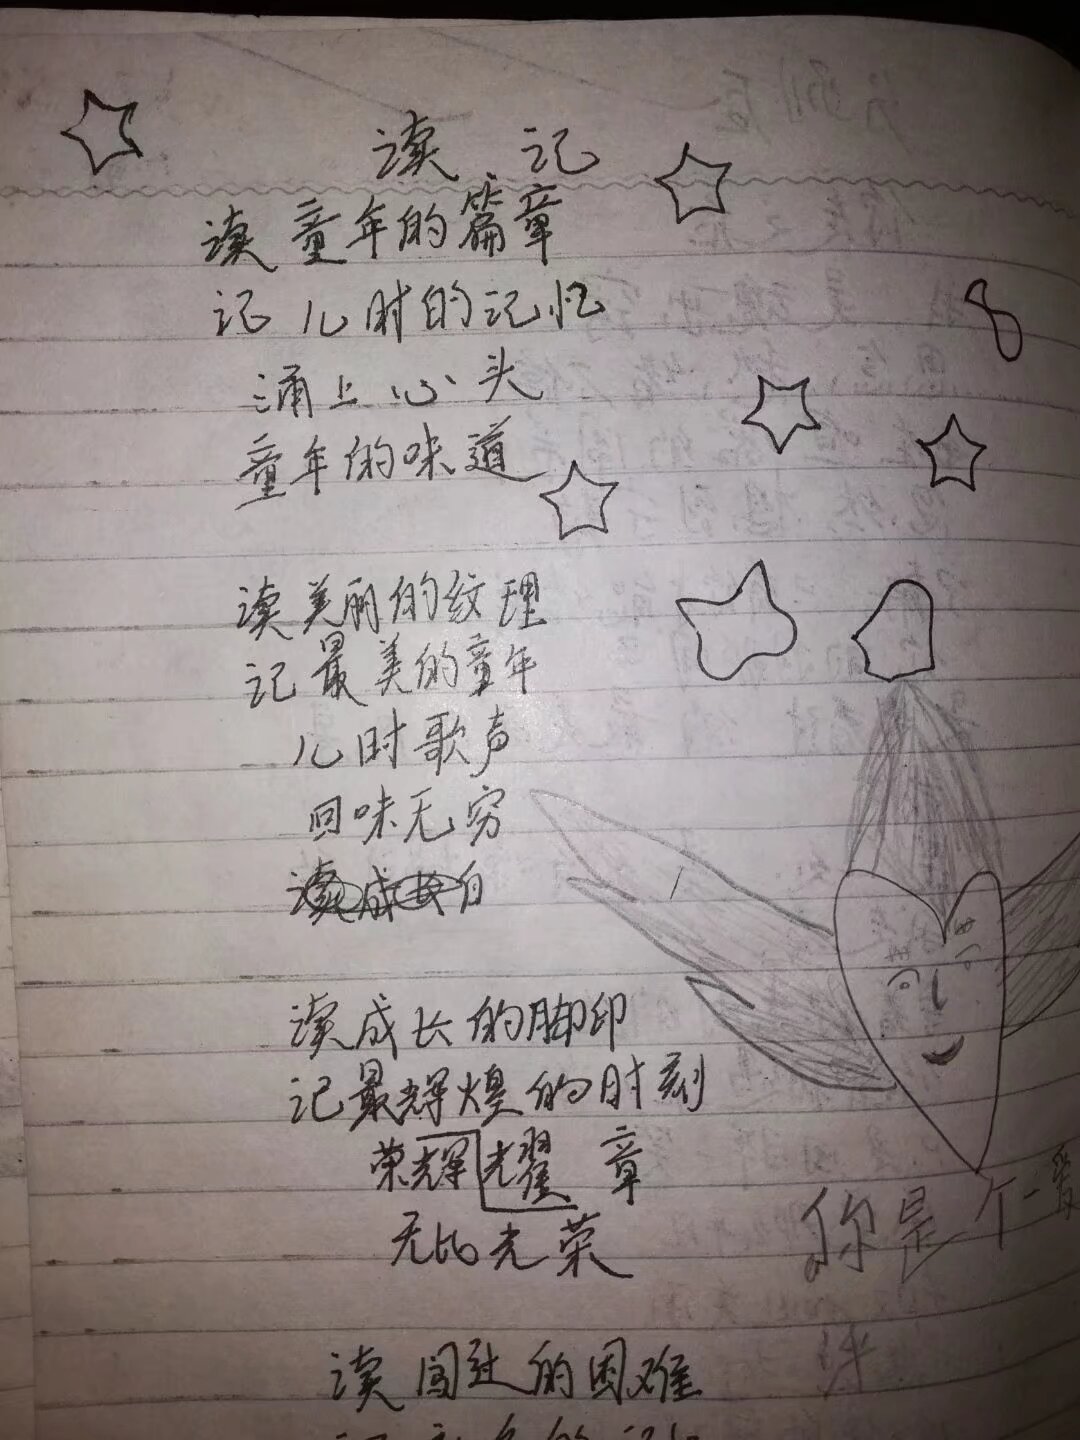 读 记
读童年的篇章
记儿时的记忆
涌上心头
童年的味道
读美丽的纹理
记最美的童年
儿时歌声
回味无穷
读成长的脚印
记最辉煌的时刻
荣辉耀章
无比光荣
读闯过的困难
你是个